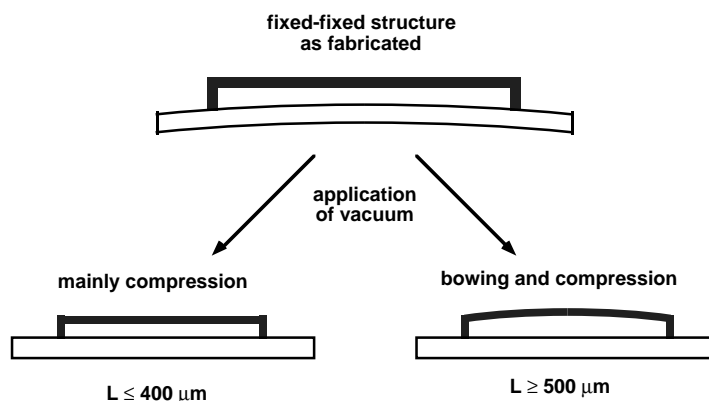 fixed-fixed structure
as fabricated
application
of vacuum
mainly compression
bowing and compression
L ≤ 400 μm
L ≥ 500 μm